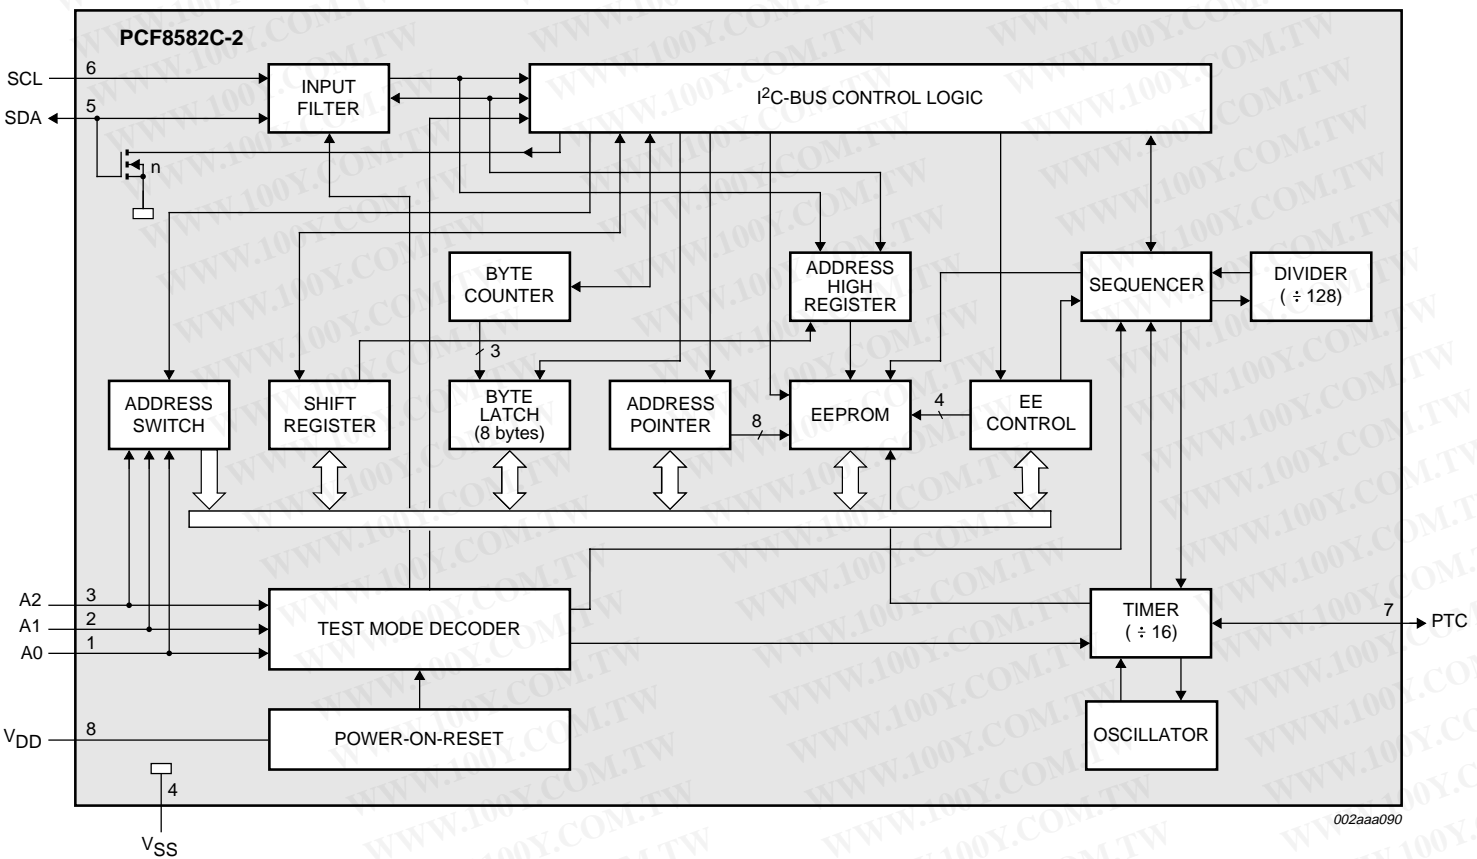 PCF8582C-2
SCL
6
SDA
5
n
INPUT
FILTER
I²C-BUS CONTROL LOGIC
BYTE
COUNTER
3
ADDRESS
HIGH
REGISTER
SEQUENCER
DIVIDER
( ÷ 128)
ADDRESS
SWITCH
SHIFT
REGISTER
BYTE
LATCH
(8 bytes)
ADDRESS
POINTER
8
EEPROM
4
EE
CONTROL
A2
3
A1
2
A0
1
TEST MODE DECODER
TIMER
( ÷ 16)
7
PTC
VDD
8
POWER-ON-RESET
OSCILLATOR
4
VSS
002aaa090
WWW.100Y.COM.TW